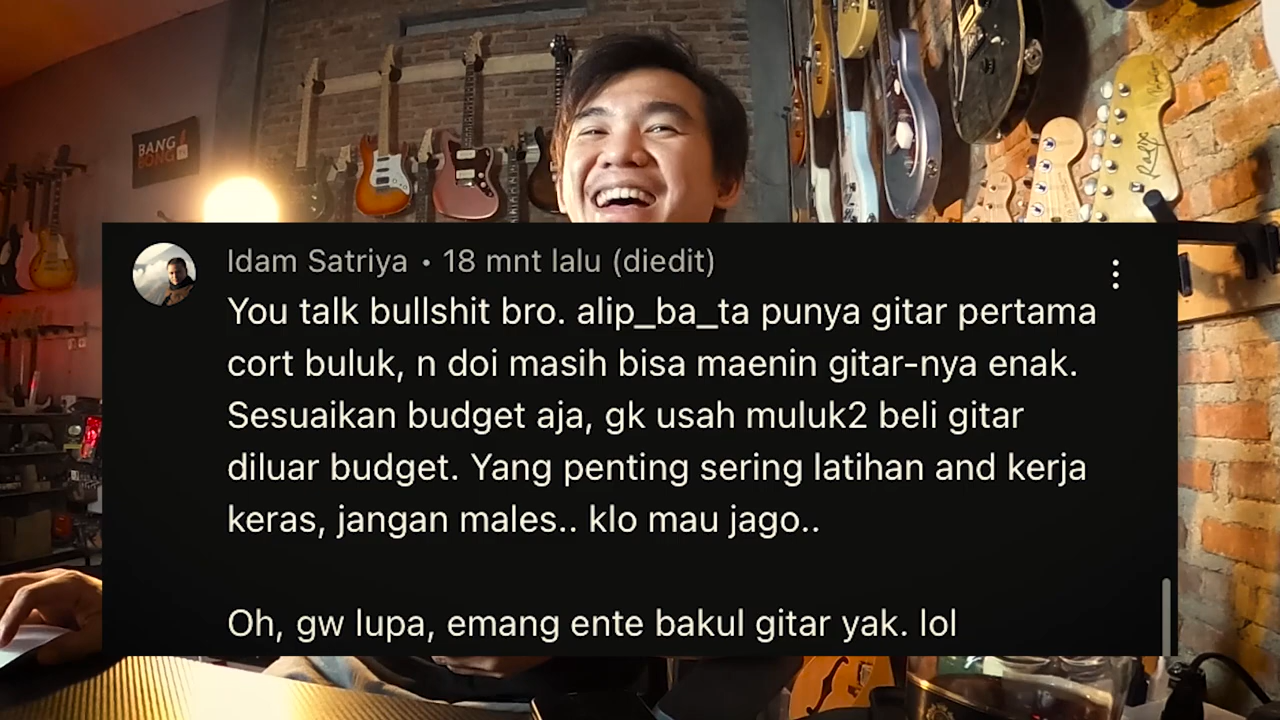 BANG
BONG
Idam Satriya • 18 mnt lalu (diedit)
You talk bullshit bro. alip_ba_ta punya gitar pertama
cort buluk, n doi masih bisa maenin gitar-nya enak.
Sesuaikan budget aja, gk usah muluk2 beli gitar
diluar budget. Yang penting sering latihan and kerja
keras, jangan males.. klo mau jago..
Oh, gw lupa, emang ente bakul gitar yak. lol